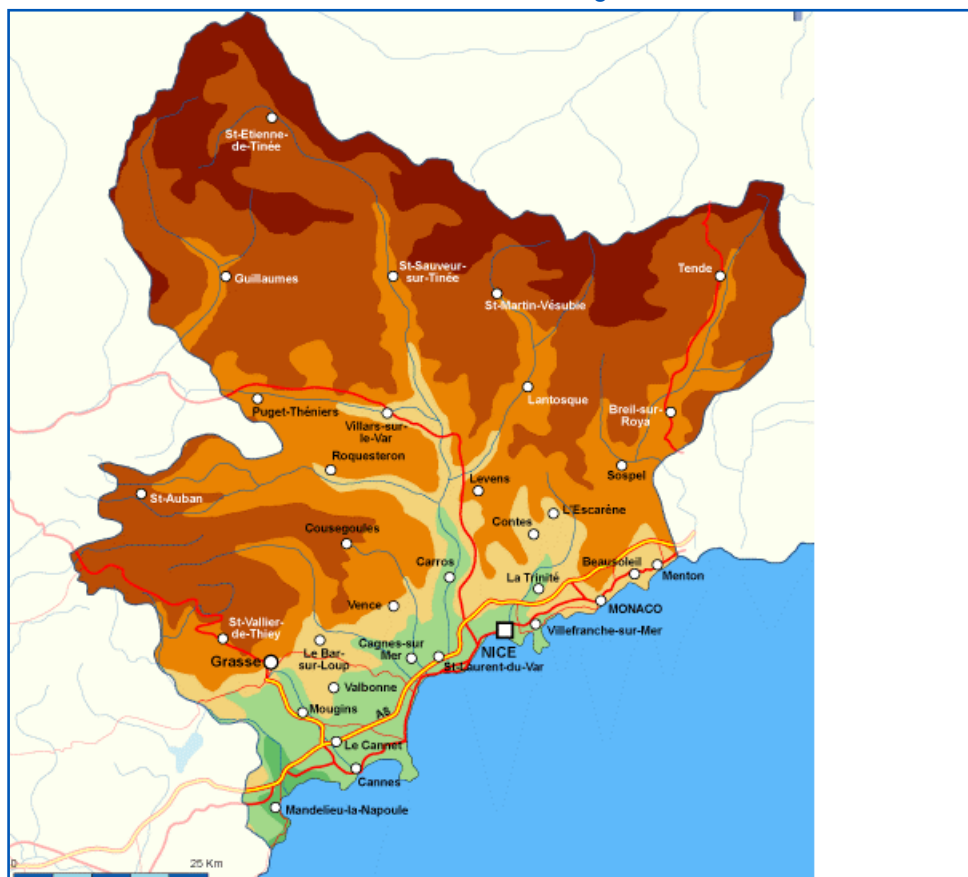 St-Etienne-
de-Tinée
Guillaumes
St-Sauveur-
sur-Tinée
Tende
St-Martin-Vésubie
Puget-Théniers
Lantosque
Villars-sur-
le-Var
Breil-sur-
Roya
Roquesteron
Sospel
Levens
St-Auban
L'Escarène
Contes
Cousegoules
Carros
Beausoleil
La Trinité
Menton
Vence
MONACO
St-Vallier-
de-Thiey
Villefranche-sur-Mer
Cagnes-sur
Mer
NICE
Le Bar-
sur-Loup
Grasse
St-Laurent-du-Var
Valbonne
Mougins
A8
Le Cannet
Cannes
Mandelieu-la-Napoule
0
25 Km